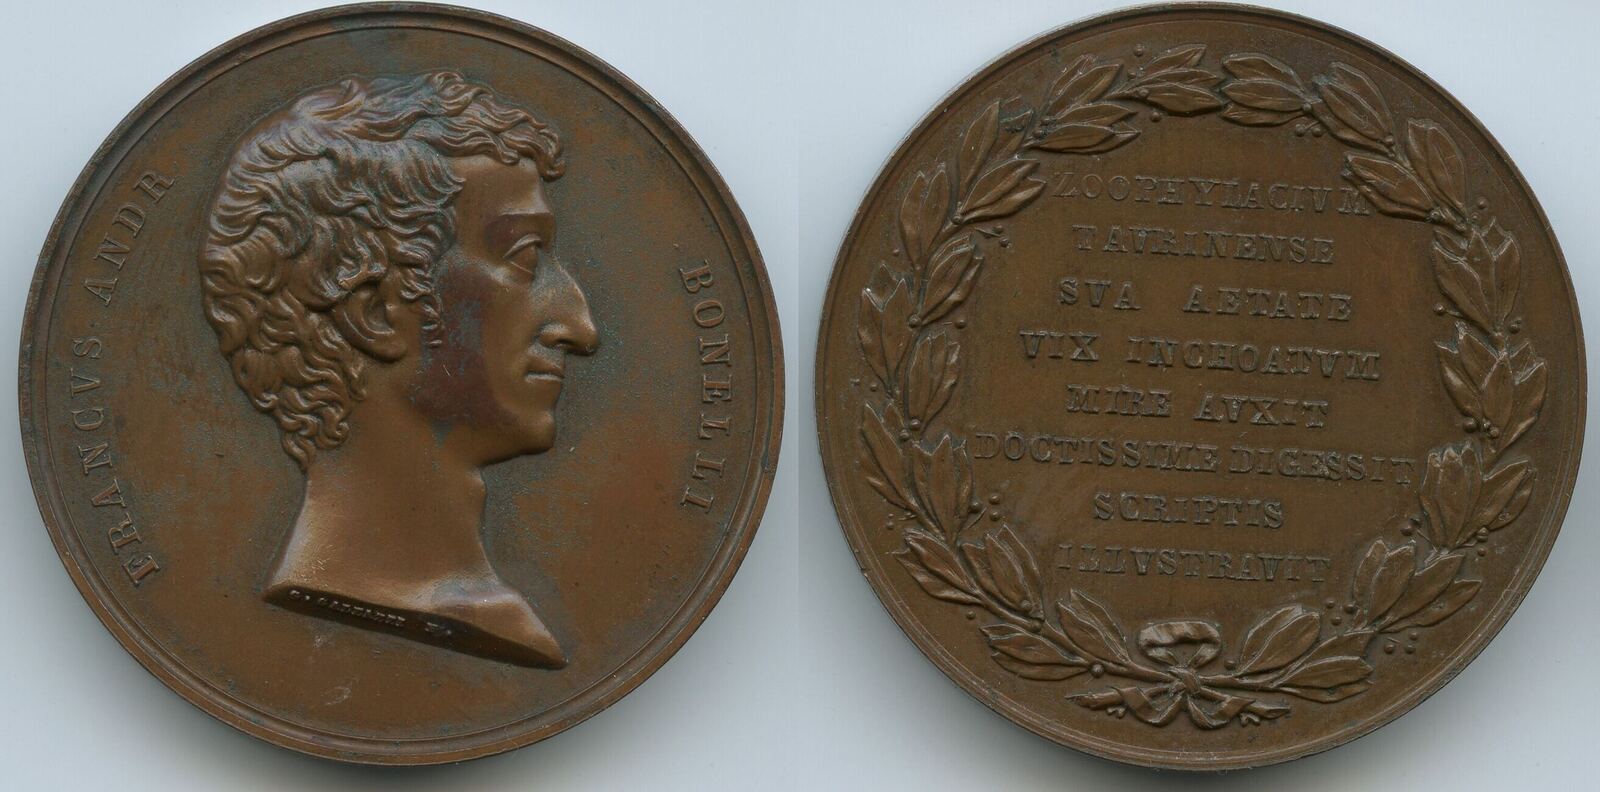 FRANCVS. ANDR
BONELLI
ZOOPHYLACIVM
TAVRINENSE
SVA AETATE
VIX INCHOATVM
MIRE AVXIT
DOCTISSIME DIGESSIT
SCRIPTIS
ILLVSTRAVIT